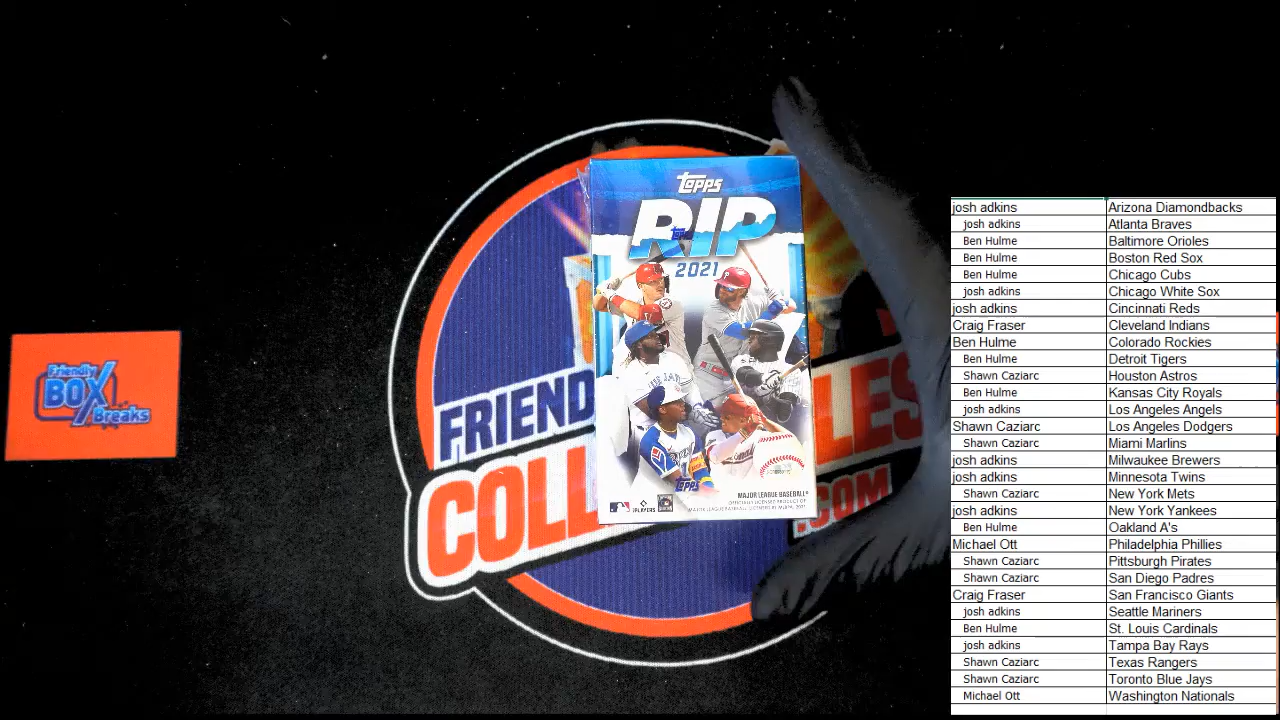 Friendly
BOX
Breaks
FRIEND
COLL
LES
.COM
TOPPS
RIP
2021
TOPPS
MAJOR LEAGUE BASEBALL®
OFFICIALLY LICENSED PRODUCT OF
PLAYERS
josh adkins Arizona Diamondbacks
josh adkins Atlanta Braves
Ben Hulme Baltimore Orioles
Ben Hulme Boston Red Sox
Ben Hulme Chicago Cubs
josh adkins Chicago White Sox
josh adkins Cincinnati Reds
Craig Fraser Cleveland Indians
Ben Hulme Colorado Rockies
Ben Hulme Detroit Tigers
Shawn Caziarc Houston Astros
Ben Hulme Kansas City Royals
josh adkins Los Angeles Angels
Shawn Caziarc Los Angeles Dodgers
Shawn Caziarc Miami Marlins
josh adkins Milwaukee Brewers
josh adkins Minnesota Twins
Shawn Caziarc New York Mets
josh adkins New York Yankees
Ben Hulme Oakland A's
Michael Ott Philadelphia Phillies
Shawn Caziarc Pittsburgh Pirates
Shawn Caziarc San Diego Padres
Craig Fraser San Francisco Giants
josh adkins Seattle Mariners
Ben Hulme St. Louis Cardinals
josh adkins Tampa Bay Rays
Shawn Caziarc Texas Rangers
Shawn Caziarc Toronto Blue Jays
Michael Ott Washington Nationals